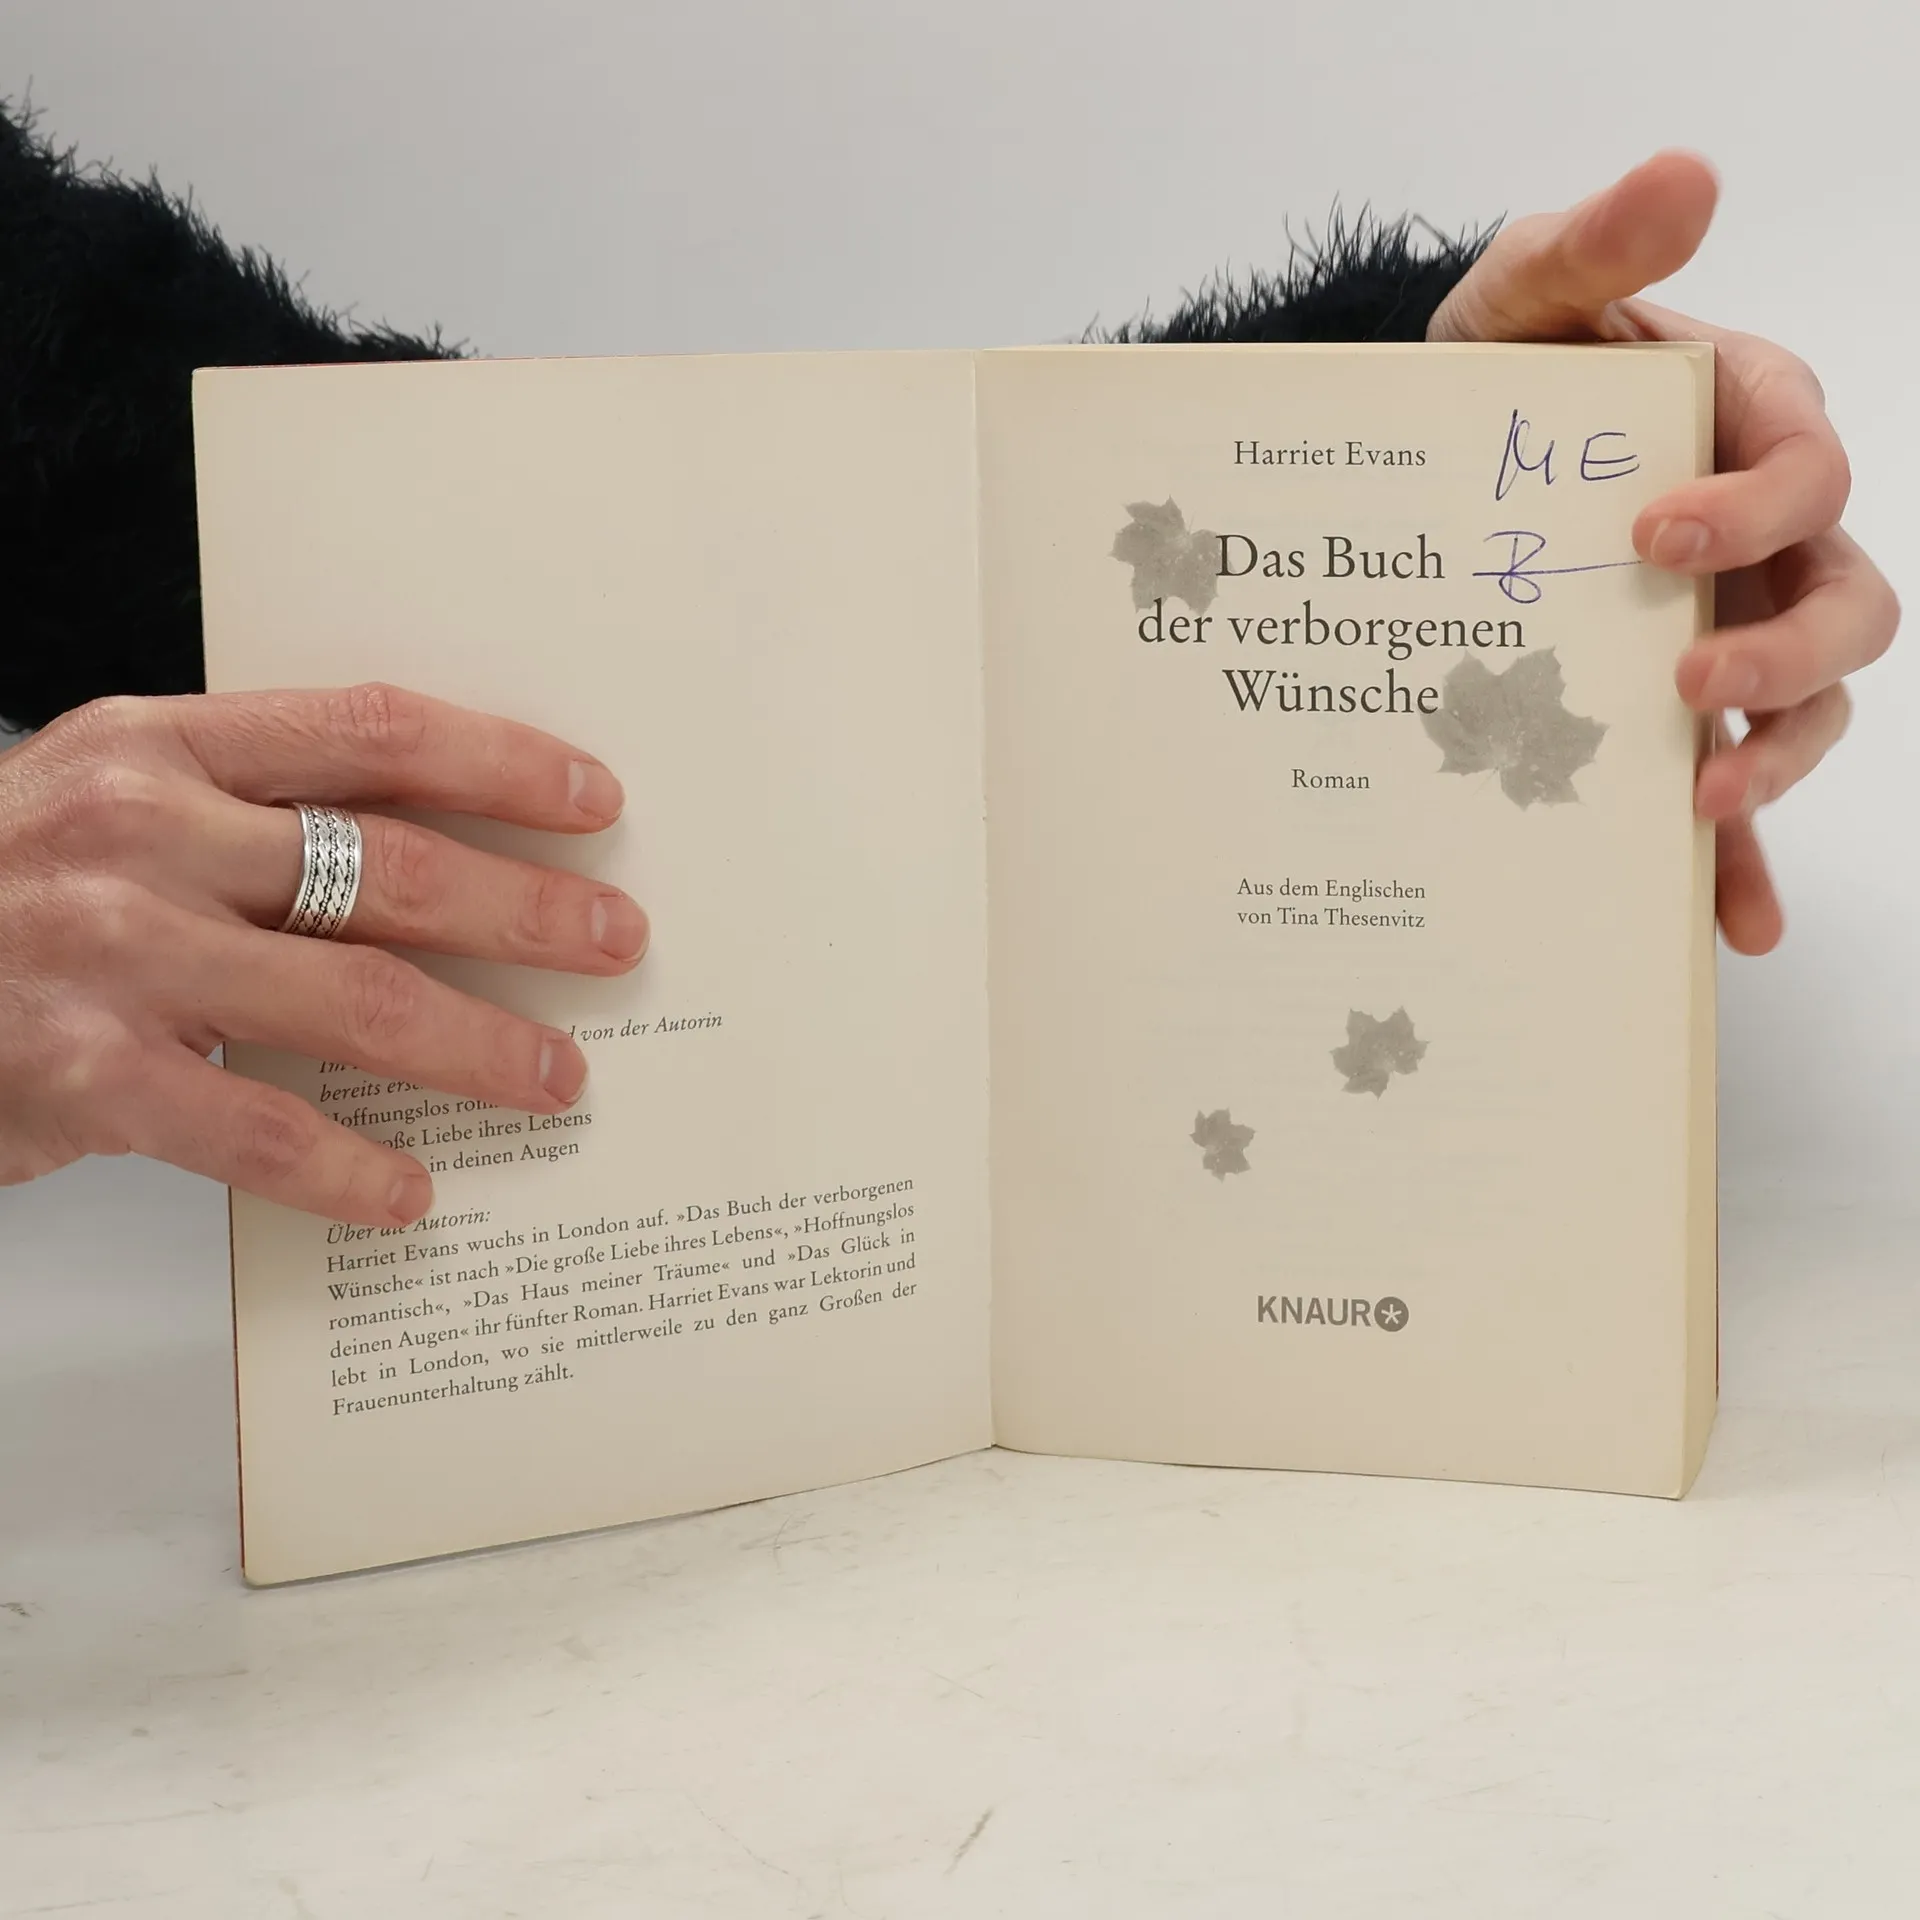 von der Autorin
bereits
Hoffnungslos
Liebe ihres Lebens
in deinen Augen
Über die Autorin:
Harriet Evans wuchs in London auf. »Das Buch der verborgenen
Wünsche« ist nach »Die große Liebe ihres Lebens«, »Hoffnungslos
romantisch«, »Das Haus meiner Träume« und »Das Glück in
deinen Augen« ihr fünfter Roman. Harriet Evans war Lektorin und
lebt in London, wo sie mittlerweile zu den ganz Großen der
Frauenunterhaltung zählt.
Harriet Evans
ME
B
Das Buch
der verborgenen
Wünsche
Roman
Aus dem Englischen
von Tina Thesenvitz
KNAUR